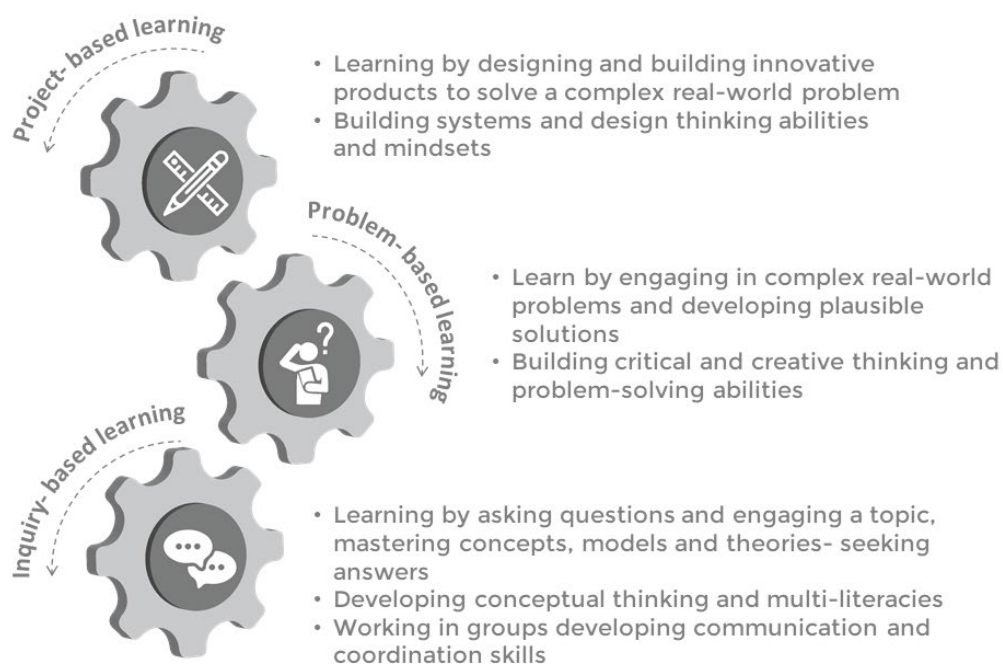 Project- based learning
• Learning by designing and building innovative
products to solve a complex real-world problem
• Building systems and design thinking abilities
and mindsets
Problem- based learning
• Learn by engaging in complex real-world
problems and developing plausible
solutions
• Building critical and creative thinking and
problem-solving abilities
Inquiry- based learning
• Learning by asking questions and engaging a topic,
mastering concepts, models and theories- seeking
answers
• Developing conceptual thinking and multi-literacies
• Working in groups developing communication and
coordination skills
?